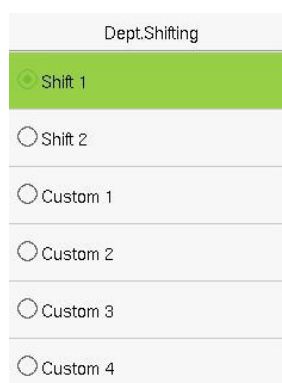 Dept.Shifting
Shift 1
Shift 2
Custom 1
Custom 2
Custom 3
Custom 4